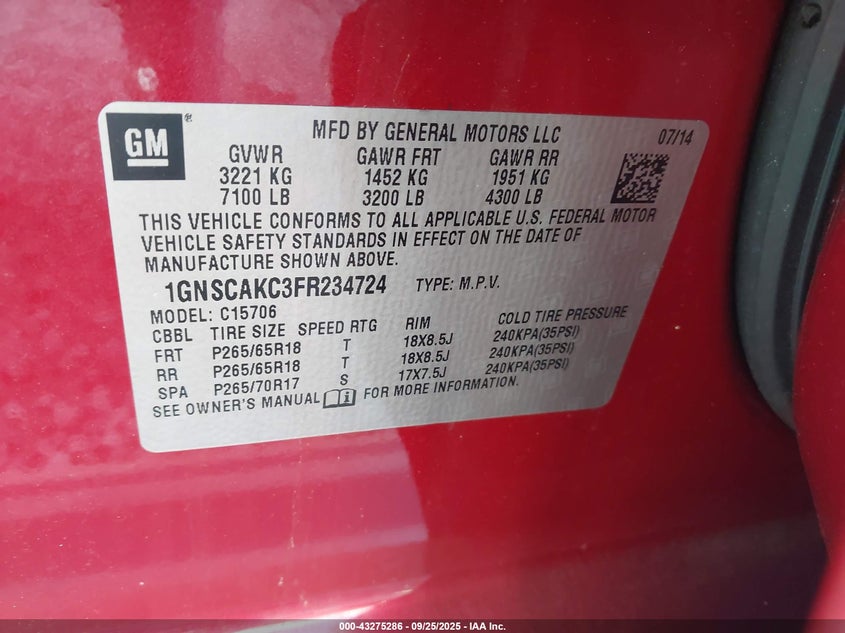 GM ®
MFD BY GENERAL MOTORS LLC 07/14
GVWR GAWR FRT GAWR RR
3221 KG 1452 KG 1951 KG
7100 LB 3200 LB 4300 LB
THIS VEHICLE CONFORMS TO ALL APPLICABLE U.S. FEDERAL MOTOR
VEHICLE SAFETY STANDARDS IN EFFECT ON THE DATE OF
MANUFACTURE SHOWN ABOVE.
1GNSCAKC3FR234724 TYPE: M.P.V.
MODEL: C15706
CBBL TIRE SIZE SPEED RTG RIM COLD TIRE PRESSURE
FRT P265/65R18 T 18X8.5J 240KPA(35PSI)
RR P265/65R18 T 18X8.5J 240KPA(35PSI)
SPA P265/70R17 S 17X7.5J 240KPA(35PSI)
SEE OWNER'S MANUAL i FOR MORE INFORMATION.
000-43275286 - 09/25/2025 - IAA Inc.